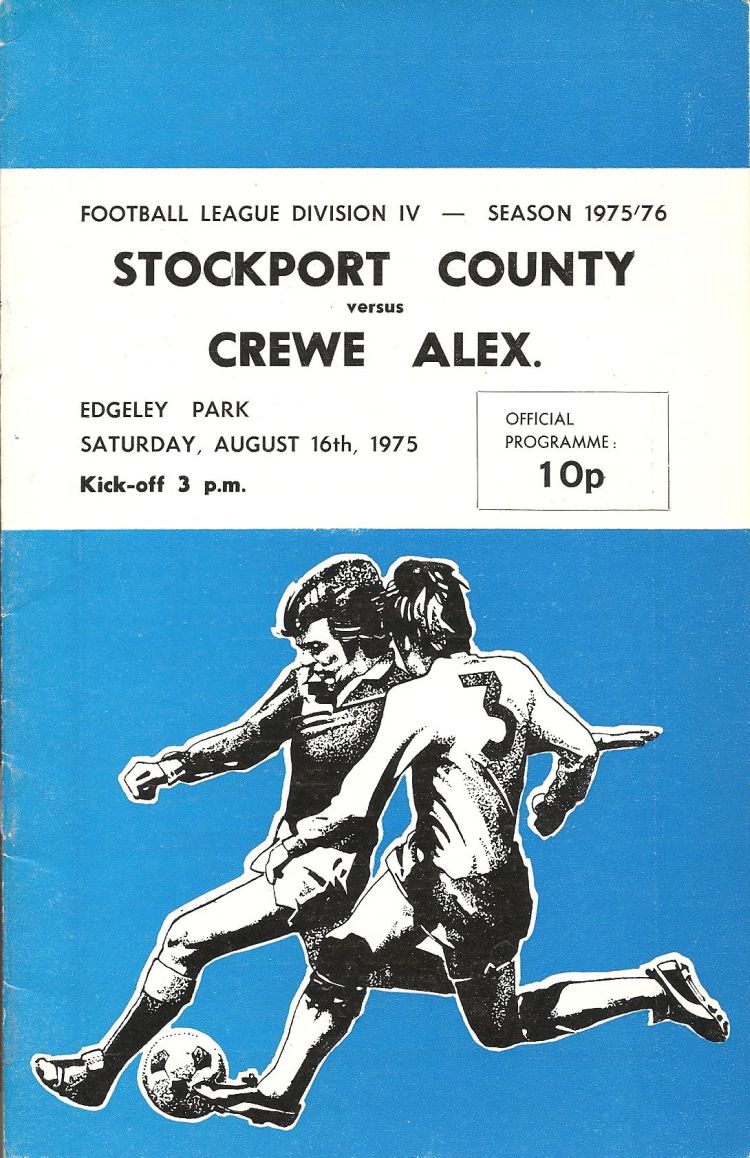 FOOTBALL LEAGUE DIVISION IV — SEASON 1975/76
STOCKPORT COUNTY
versus
CREWE ALEX.
EDGELEY PARK
SATURDAY, AUGUST 16th, 1975
Kick-off 3 p.m.
OFFICIAL
PROGRAMME:
10p
3